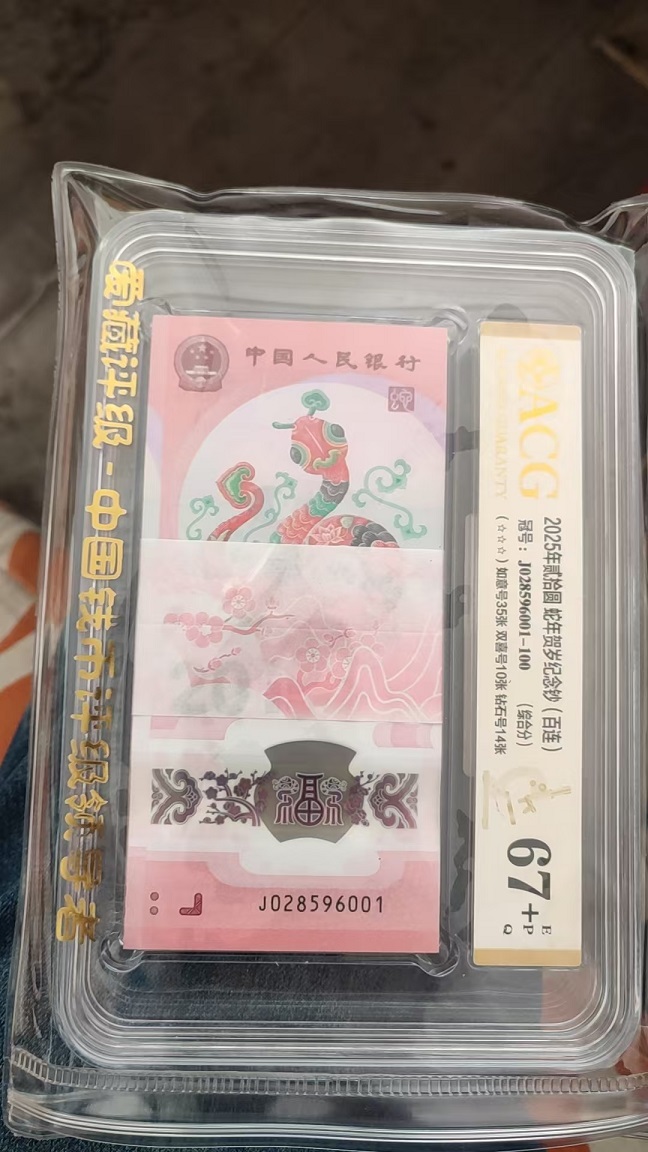 爱藏评级-中国钱币评级领导者
中国人民银行
福
J028596001
ACG
GUARANTY
2025年贰拾圆 蛇年贺岁纪念钞（百连）
冠号：J028596001-100 （综合分）
（☆☆☆）如意号35张 双喜号10张 钻石号14张
67+
E
P
Q